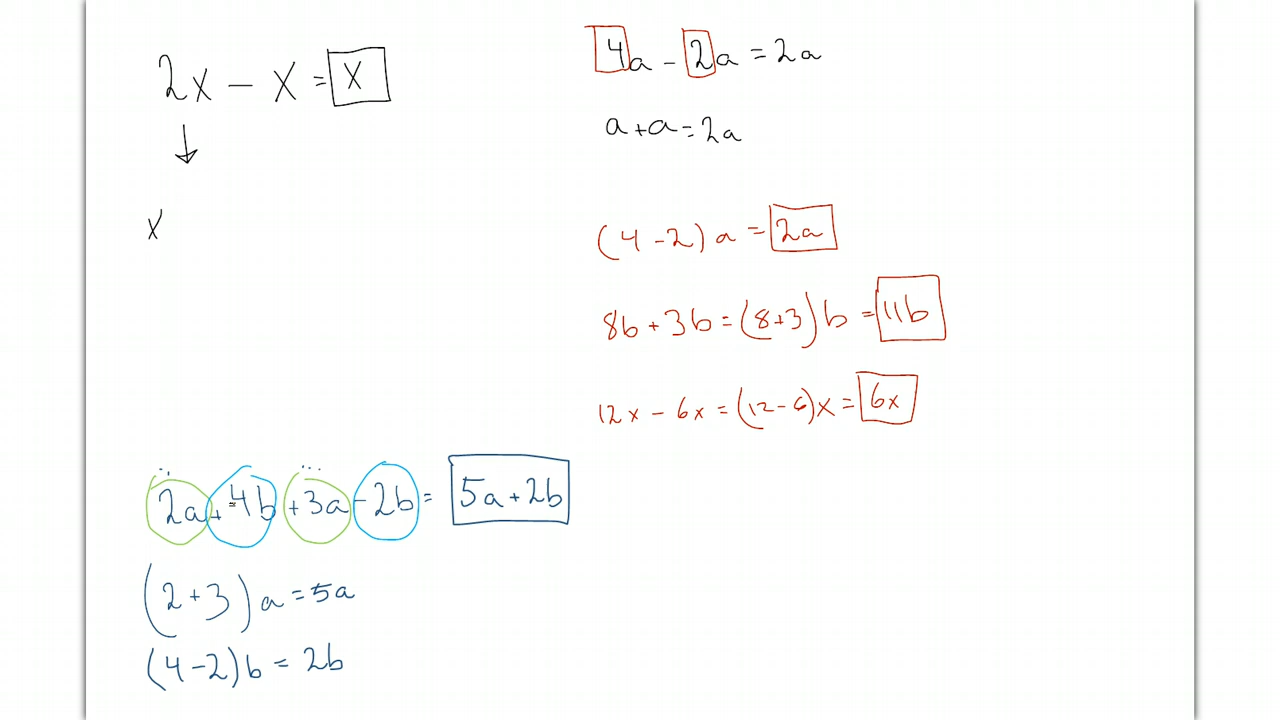 2x - x = x
x
4a - 2a = 2a
a + a = 2a
(4 - 2) a = 2a
8b + 3b = (8+3) b = 11b
12x - 6x = (12 - 6)x = 6x
2a + 4b + 3a - 2b = 5a + 2b
(2 + 3) a = 5a
(4 - 2) b = 2b